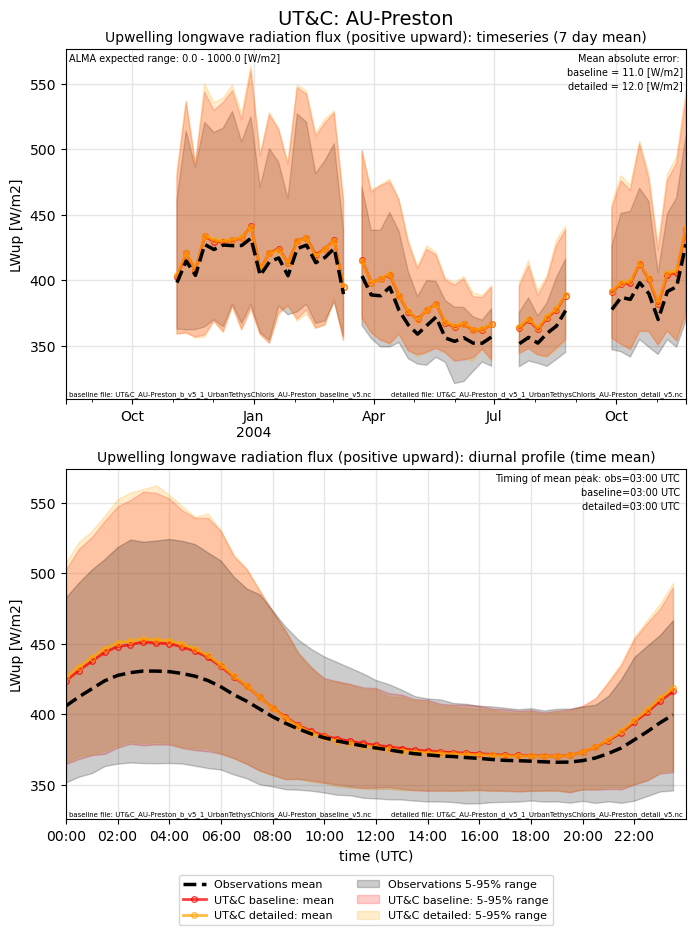 UT&C: AU-Preston
Upwelling longwave radiation flux (positive upward): timeseries (7 day mean)
ALMA expected range: 0.0 - 1000.0 [W/m2]
Mean absolute error:
baseline = 11.0 [W/m2]
detailed = 12.0 [W/m2]
550
500
450
400
350
LWup [W/m2]
baseline file: UT&C_AU-Preston_b_v5_1_UrbanTethysChloris_AU-Preston_baseline_v5.nc
detailed file: UT&C_AU-Preston_d_v5_1_UrbanTethysChloris_AU-Preston_detail_v5.nc
Oct Jan Apr Jul Oct
2004
Upwelling longwave radiation flux (positive upward): diurnal profile (time mean)
Timing of mean peak: obs=03:00 UTC
baseline=03:00 UTC
detailed=03:00 UTC
550
500
450
400
350
LWup [W/m2]
baseline file: UT&C_AU-Preston_b_v5_1_UrbanTethysChloris_AU-Preston_baseline_v5.nc
detailed file: UT&C_AU-Preston_d_v5_1_UrbanTethysChloris_AU-Preston_detail_v5.nc
00:00 02:00 04:00 06:00 08:00 10:00 12:00 14:00 16:00 18:00 20:00 22:00
time (UTC)
Observations mean
UT&C baseline: mean
UT&C detailed: mean
Observations 5-95% range
UT&C baseline: 5-95% range
UT&C detailed: 5-95% range